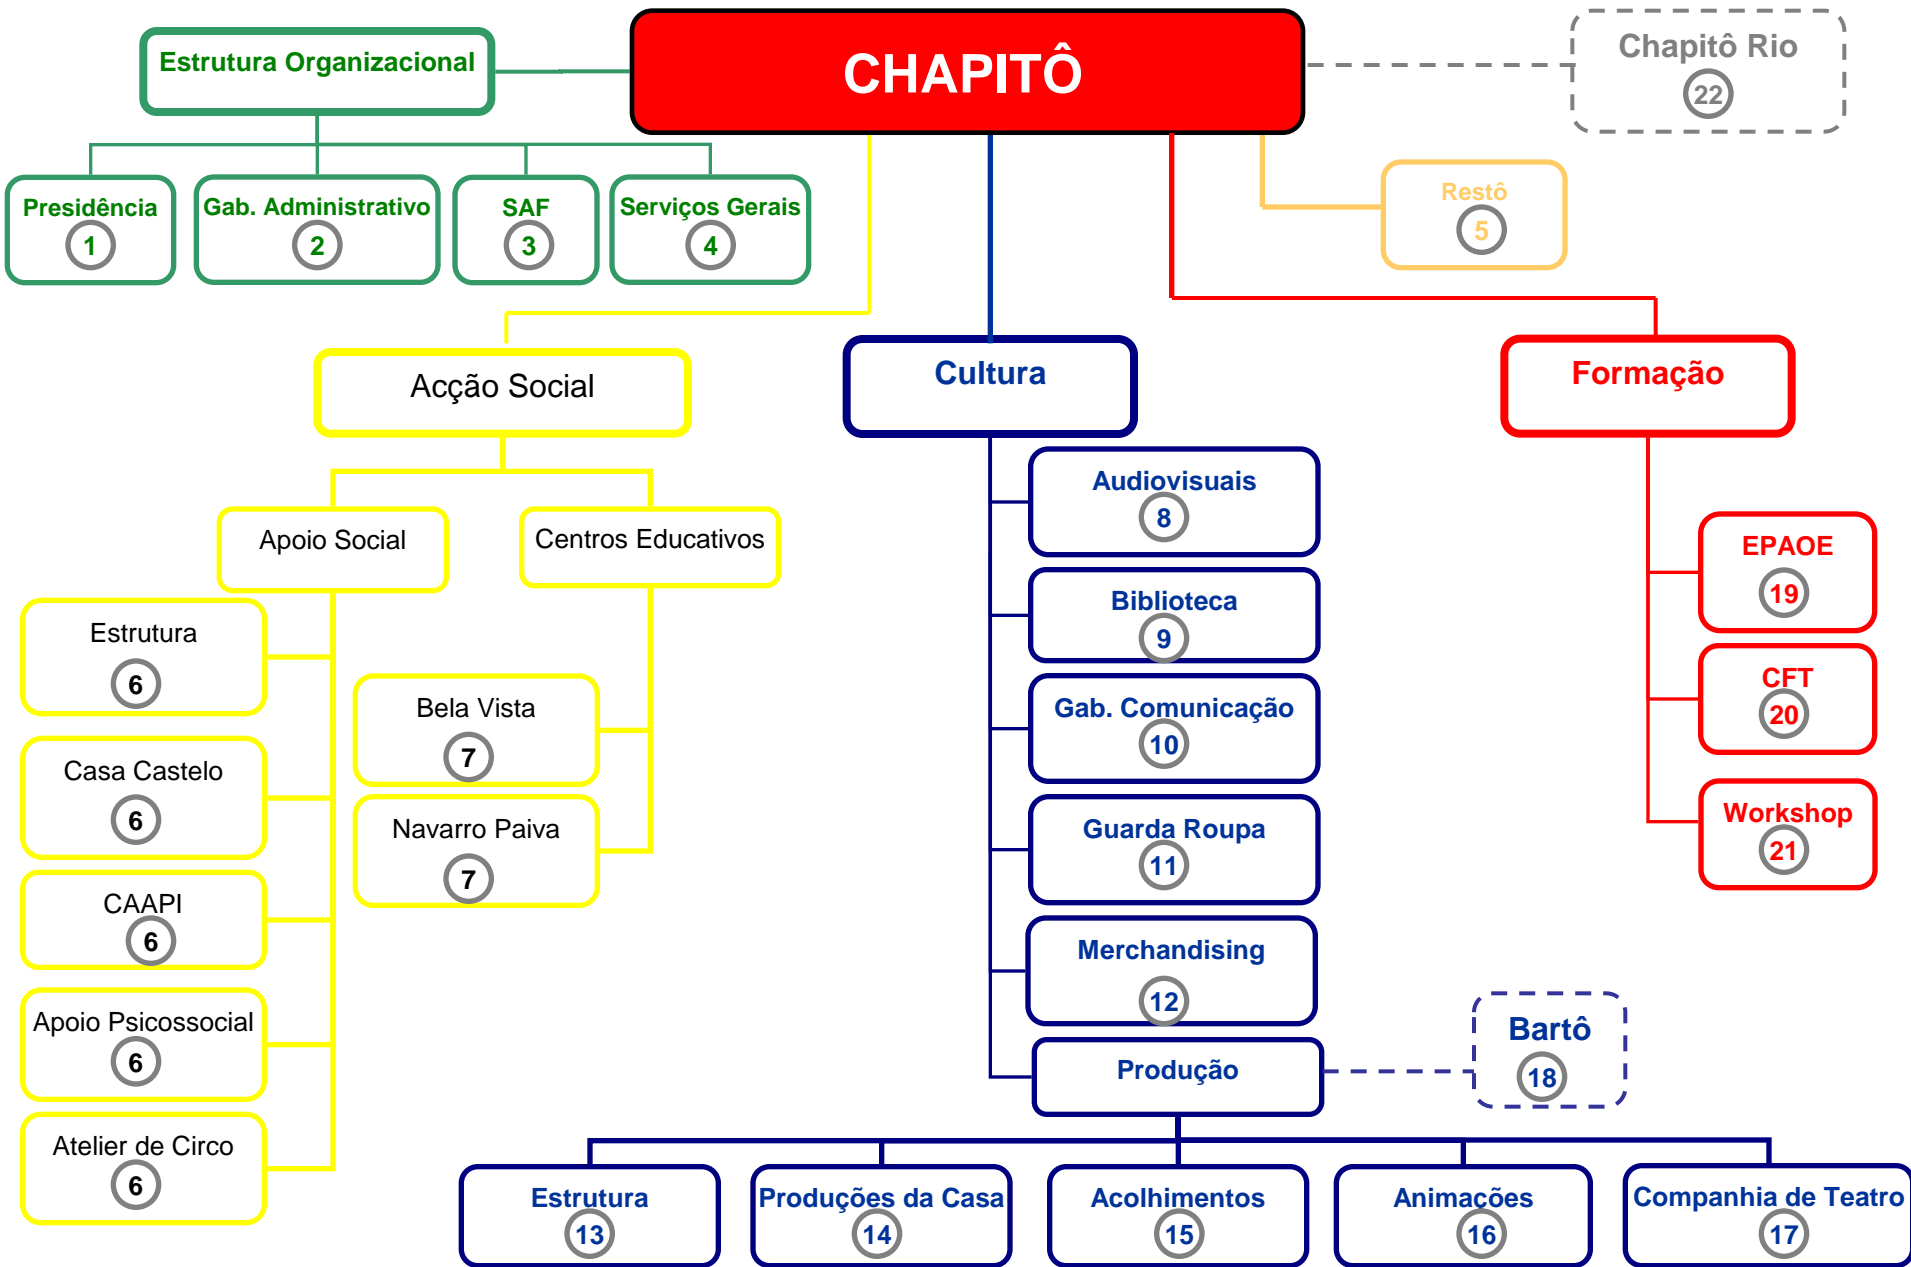 CHAPITÔ
Estrutura Organizacional
Chapitô Rio
22
Presidência
1
Gab. Administrativo
2
SAF
3
Serviços Gerais
4
Restô
5
Acção Social
Cultura
Formação
Apoio Social
Centros Educativos
Estrutura
6
Casa Castelo
6
CAAPI
6
Apoio Psicossocial
6
Atelier de Circo
6
Bela Vista
7
Navarro Paiva
7
Audiovisuais
8
Biblioteca
9
Gab. Comunicação
10
Guarda Roupa
11
Merchandising
12
Produção
Bartô
18
Estrutura
13
Produções da Casa
14
Acolhimentos
15
Animações
16
Companhia de Teatro
17
EPAOE
19
CFT
20
Workshop
21